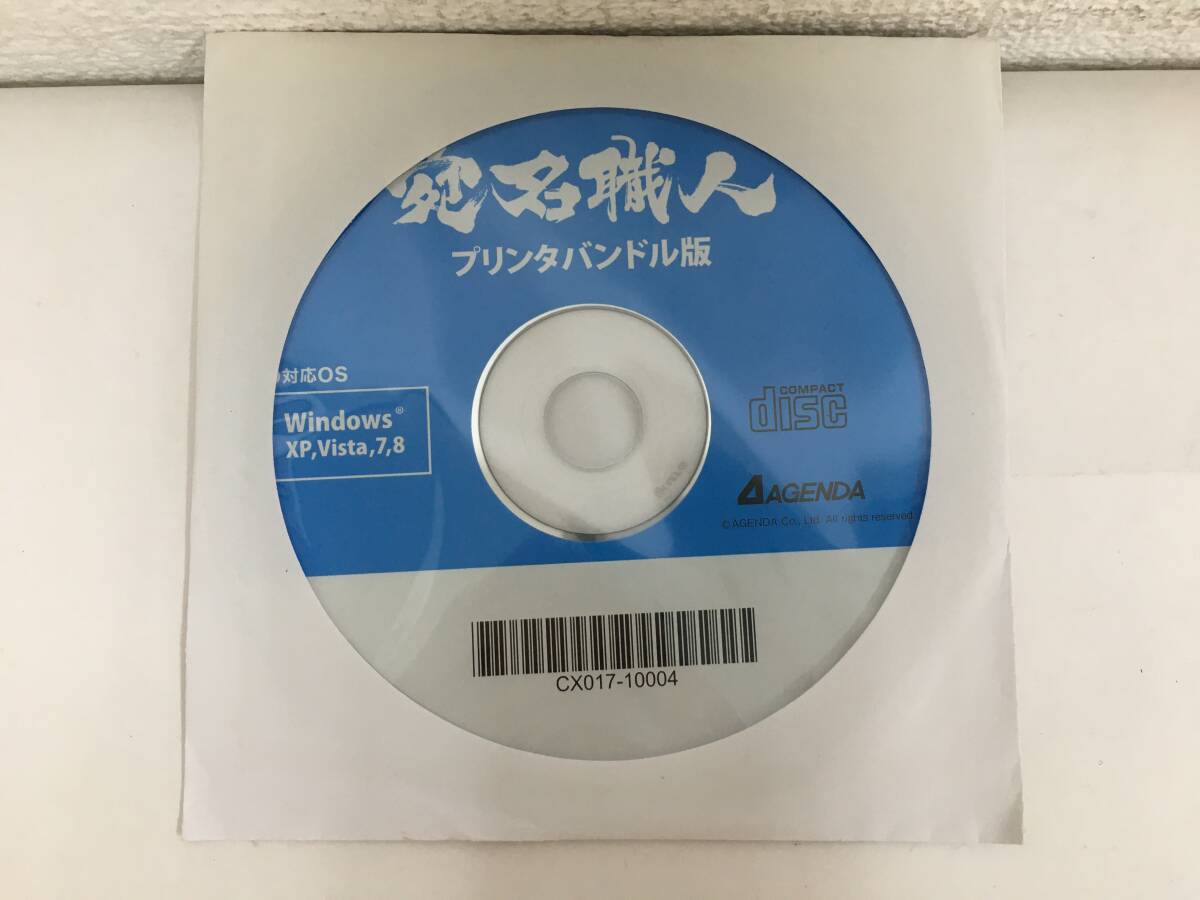 宛名職人
プリンタバンドル版
対応OS
Windows®
XP,Vista,7,8
COMPACT
disc
AGENDA
© AGENDA Co., Ltd. All rights reserved.
CX017-10004